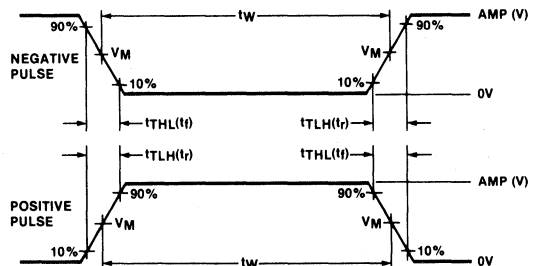 90% tW 90% AMP (V)
NEGATIVE PULSE VM VM
10% 10% 0V
tTHL(tf) tTLH(tr)
tTLH(tr) tTHL(tf)
90% 90% AMP (V)
POSITIVE PULSE VM VM
10% tW 10% 0V